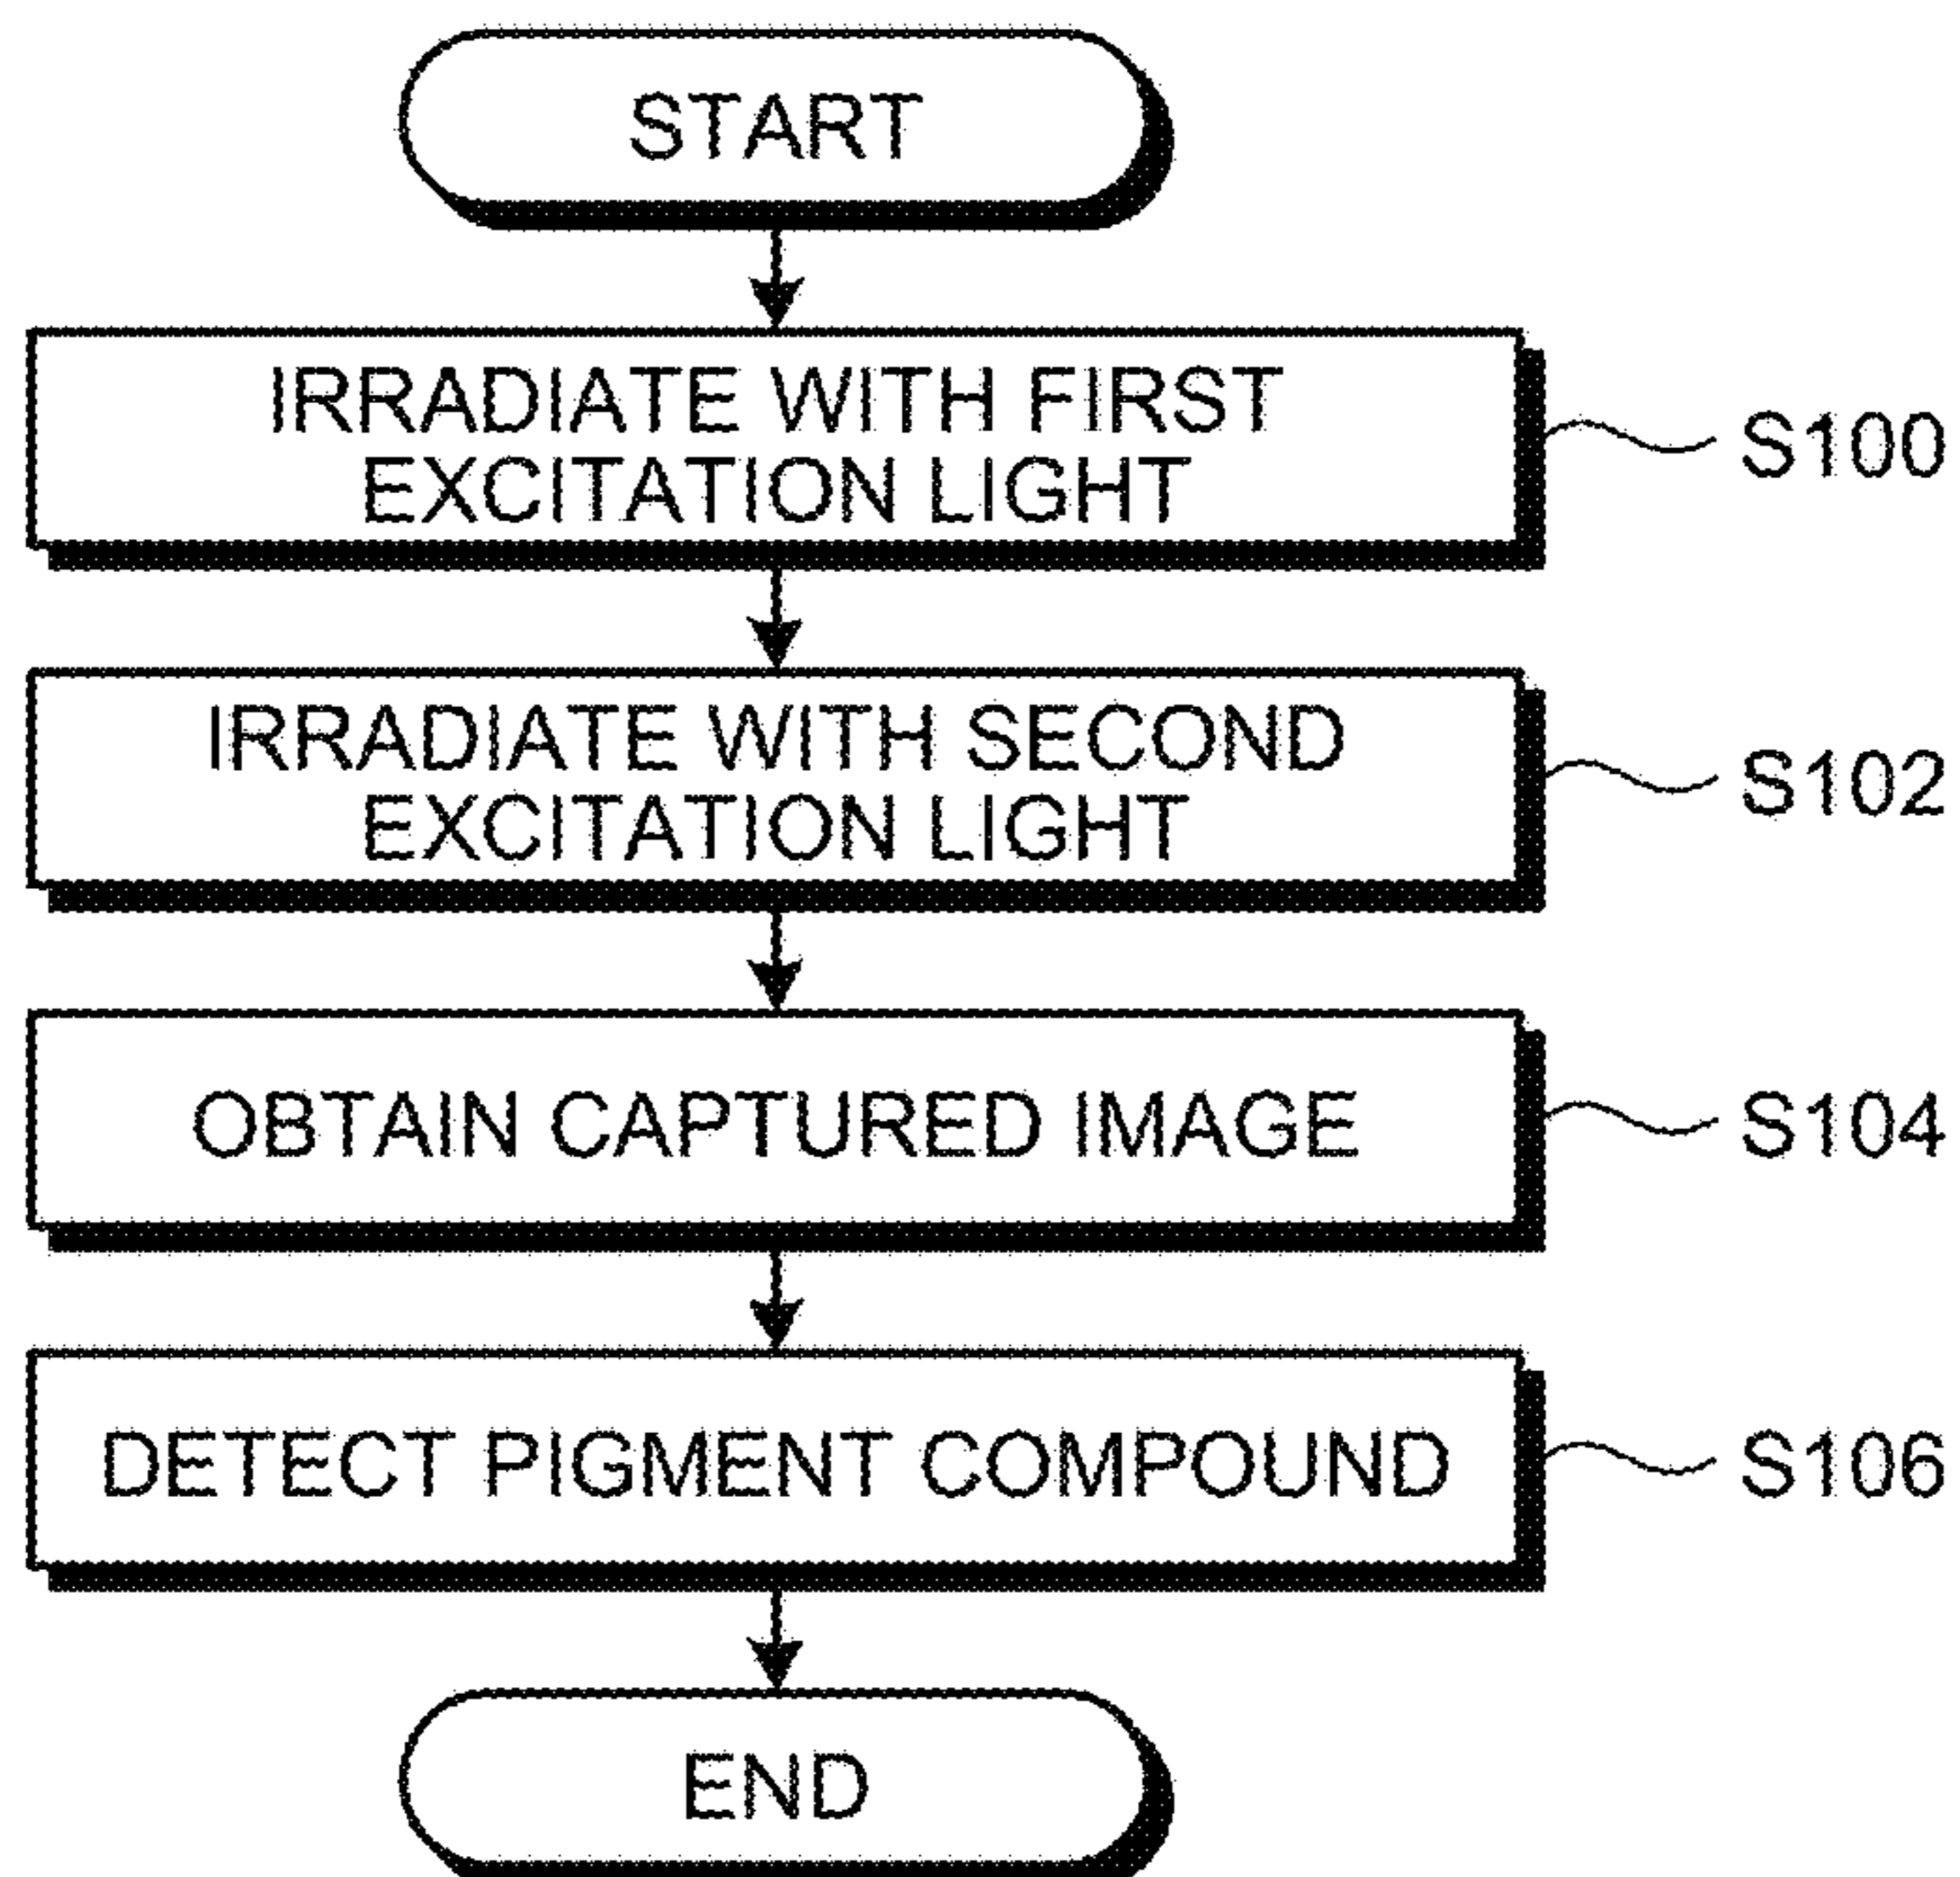 START
IRRADIATE WITH FIRST
EXCITATION LIGHT
S100
IRRADIATE WITH SECOND
EXCITATION LIGHT
S102
OBTAIN CAPTURED IMAGE
S104
DETECT PIGMENT COMPOUND
S106
END